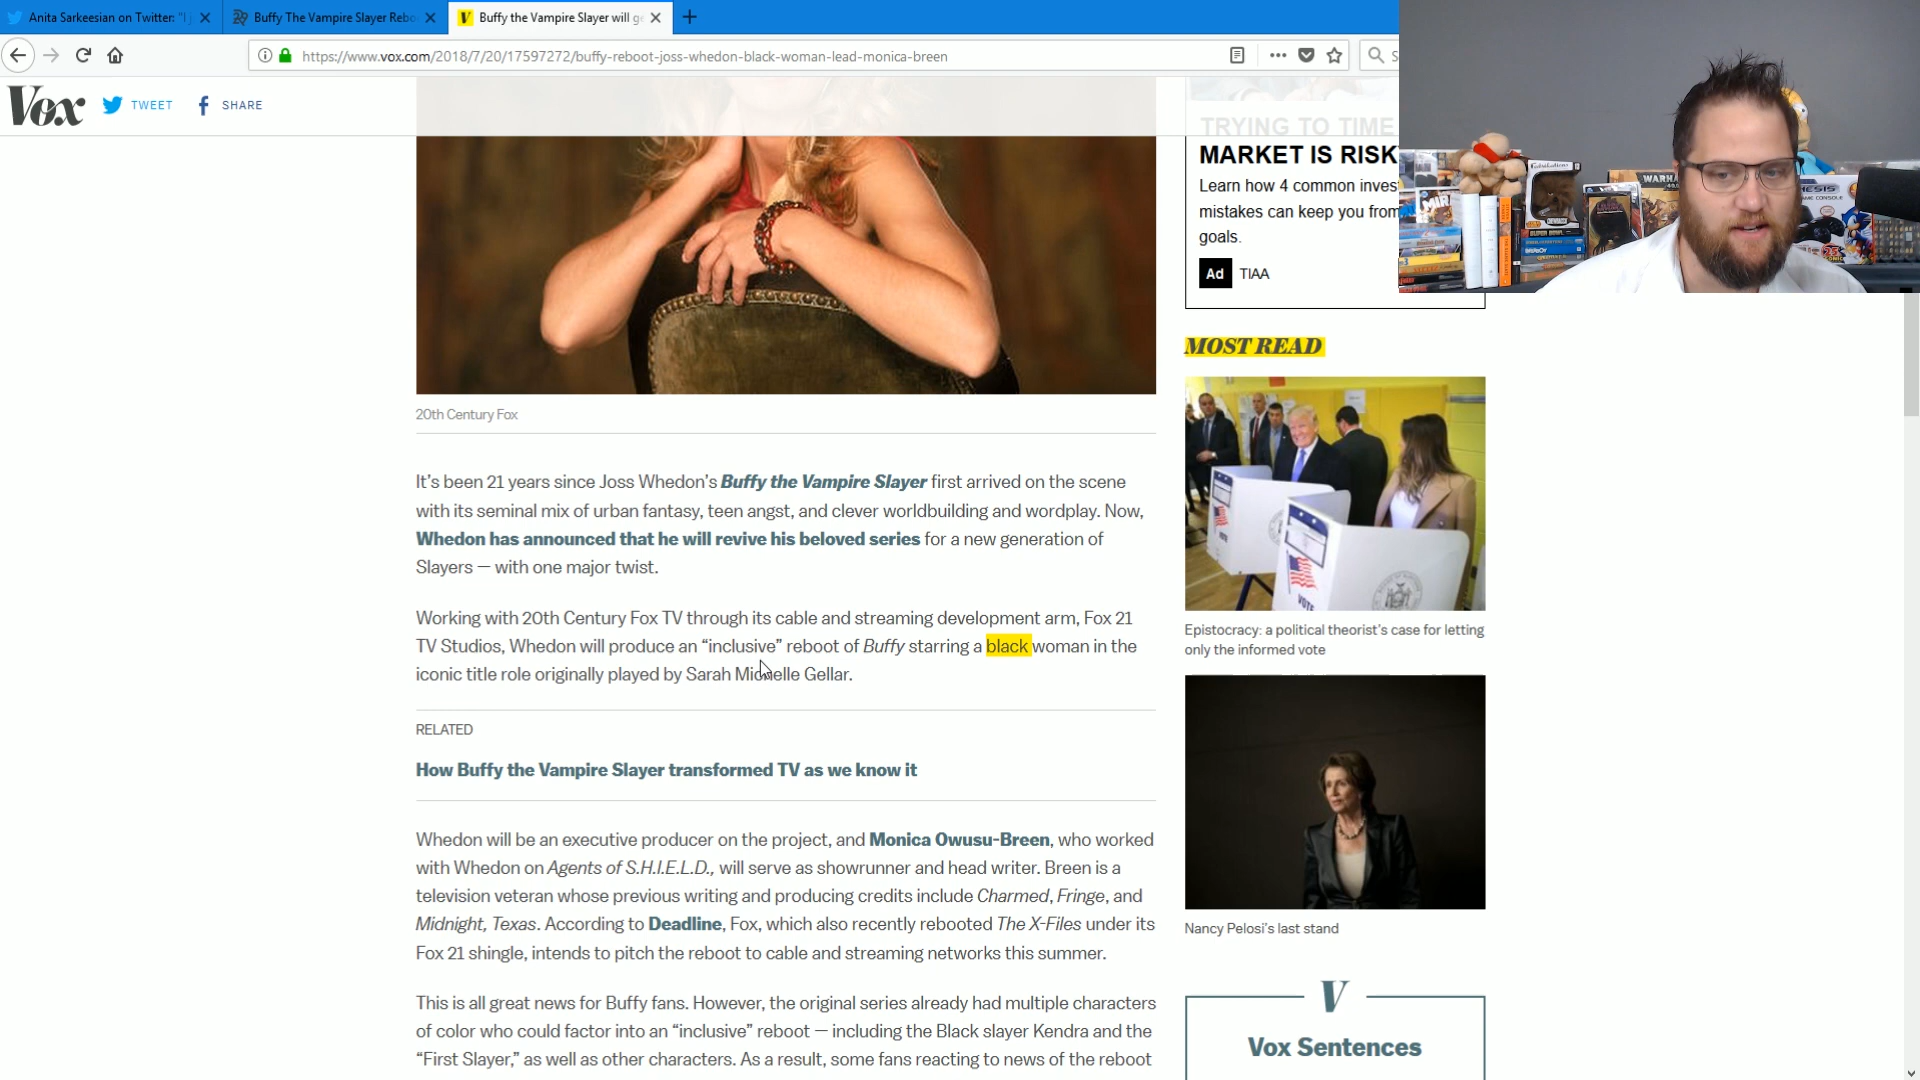 Anita Sarkeesian on Twitter: "I j
Buffy The Vampire Slayer Rebo
Buffy the Vampire Slayer will ge
https://www.vox.com/2018/7/20/17597272/buffy-reboot-joss-whedon-black-woman-lead-monica-breen
S
Vox
TWEET
SHARE
TRYING TO TIME
MARKET IS RISK
Learn how 4 common inves
mistakes can keep you from
goals.
Ad TIAA
WARHA
ESIS
ME CONSOLE
MOST READ
20th Century Fox
It's been 21 years since Joss Whedon's Buffy the Vampire Slayer first arrived on the scene
with its seminal mix of urban fantasy, teen angst, and clever worldbuilding and wordplay. Now,
Whedon has announced that he will revive his beloved series for a new generation of
Slayers — with one major twist.
Working with 20th Century Fox TV through its cable and streaming development arm, Fox 21
TV Studios, Whedon will produce an “inclusive” reboot of Buffy starring a black woman in the
iconic title role originally played by Sarah Michelle Gellar.
RELATED
How Buffy the Vampire Slayer transformed TV as we know it
Whedon will be an executive producer on the project, and Monica Owusu-Breen, who worked
with Whedon on Agents of S.H.I.E.L.D., will serve as showrunner and head writer. Breen is a
television veteran whose previous writing and producing credits include Charmed, Fringe, and
Midnight, Texas. According to Deadline, Fox, which also recently rebooted The X-Files under its
Fox 21 shingle, intends to pitch the reboot to cable and streaming networks this summer.
This is all great news for Buffy fans. However, the original series already had multiple characters
of color who could factor into an “inclusive” reboot — including the Black slayer Kendra and the
“First Slayer,” as well as other characters. As a result, some fans reacting to news of the reboot
VOTE
Epistocracy: a political theorist's case for letting
only the informed vote
Nancy Pelosi's last stand
V
Vox Sentences